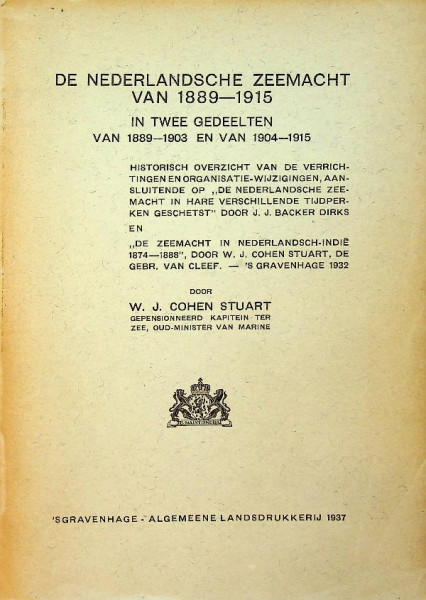 DE NEDERLANDSCHE ZEEMACHT
VAN 1889—1915
IN TWEE GEDEELTEN
VAN 1889—1903 EN VAN 1904—1915
HISTORISCH OVERZICHT VAN DE VERRICH-
TINGEN EN ORGANISATIE-WIJZIGINGEN, AAN-
SLUITENDE OP „DE NEDERLANDSCHE ZEE-
MACHT IN HARE VERSCHILLENDE TIJDPER-
KEN GESCHETST” DOOR J. J. BACKER DIRKS
EN
„DE ZEEMACHT IN NEDERLANDSCH-INDIË
1874—1888”, DOOR W. J. COHEN STUART, DE
GEBR. VAN CLEEF. — 'S GRAVENHAGE 1932
DOOR
W. J. COHEN STUART
GEPENSIONNEERD KAPITEIN TER
ZEE, OUD-MINISTER VAN MARINE
JE MAINTIENDRAI
'SGRAVENHAGE - ALGEMEENE LANDSDRUKKERIJ 1937